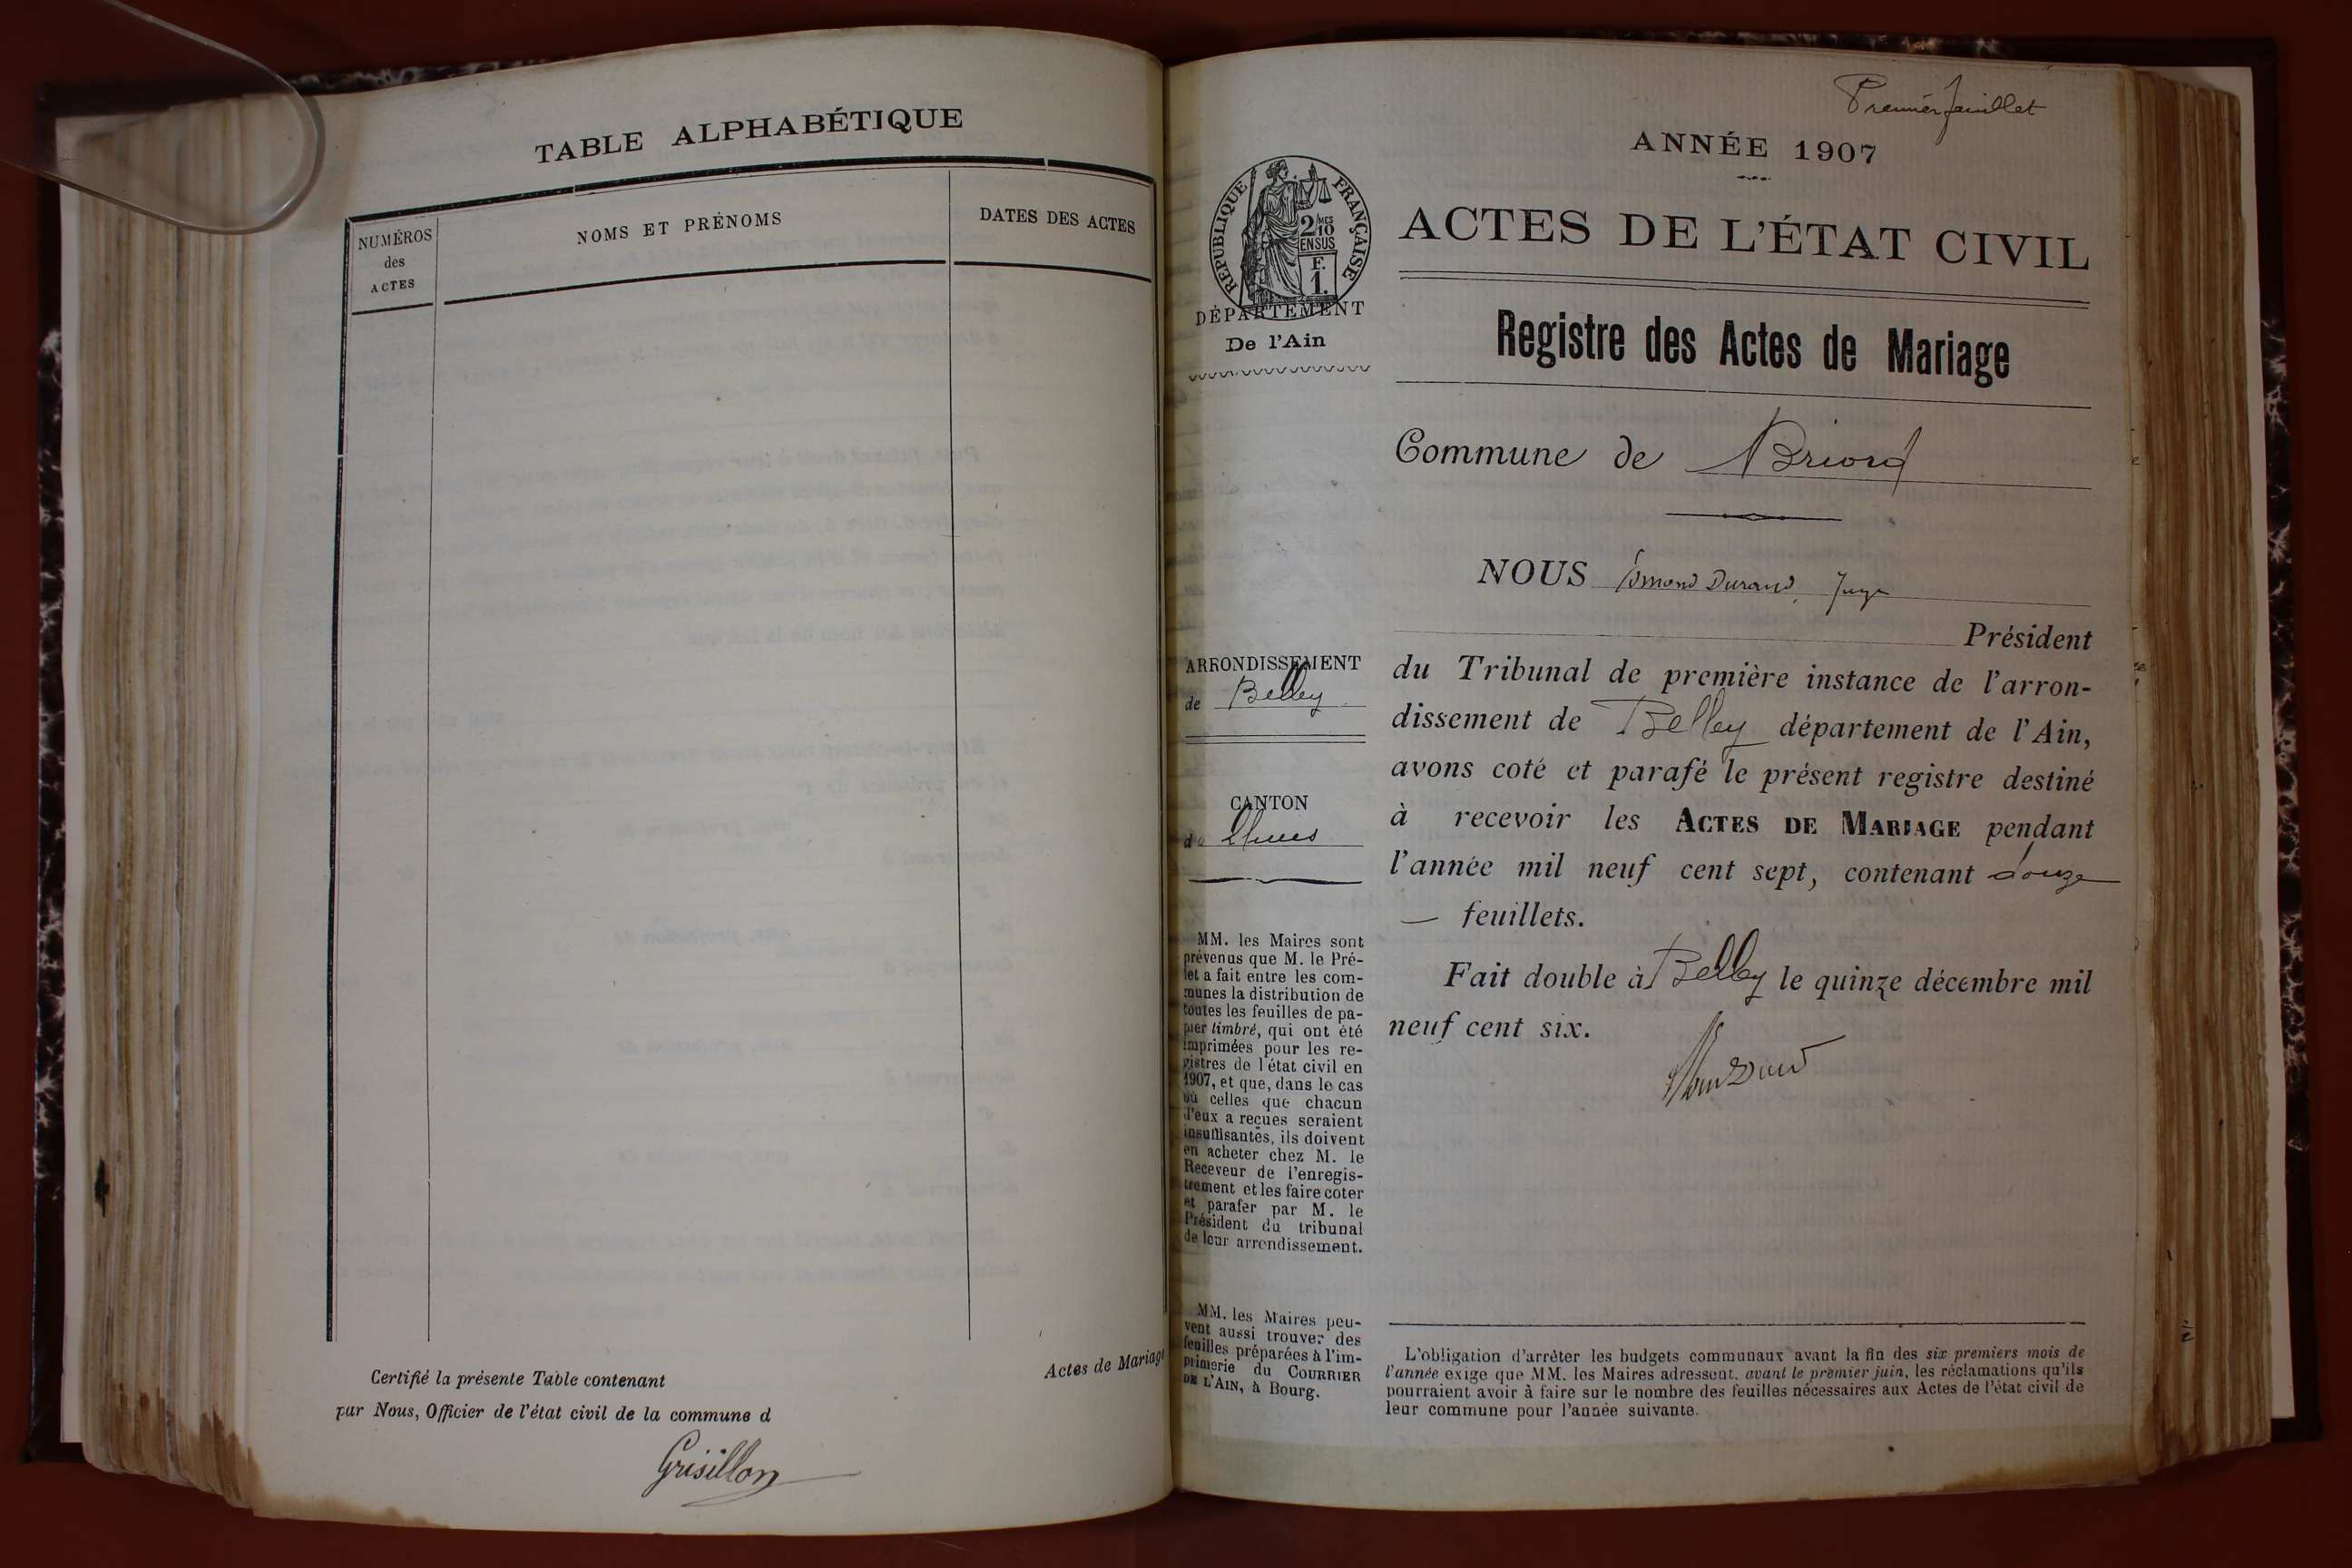 TABLE ALPHABÉTIQUE
NUMÉROS
des
ACTES
NOMS ET PRÉNOMS
DATES DES ACTES
Certifié la présente Table contenant
par Nous, Officier de l'état civil de la commune d
Grisillon
Actes de Mariage
Premier feuillet
ANNÉE 1907
RÉPUBLIQUE FRANÇAISE
2/10
MES
EN SUS
F.
1.
DÉPARTEMENT
De l'Ain
ACTES DE L'ÉTAT CIVIL
Registre des Actes de Mariage
Commune de Briord
NOUS Edmond Durand, Juge
Président
du Tribunal de première instance de l'arron-
dissement de Belley département de l'Ain,
avons coté et parafé le présent registre destiné
à recevoir les ACTES DE MARIAGE pendant
l'année mil neuf cent sept, contenant douze
— feuillets.
Fait double à Belley le quinze décembre mil
neuf cent six.
ARRONDISSEMENT
de Belley
CANTON
de Lhuis
MM. les Maires sont
prévenus que M. le Pré-
fet a fait entre les com-
munes la distribution de
toutes les feuilles de pa-
pier timbré, qui ont été
imprimées pour les re-
gistres de l'état civil en
1907, et que, dans le cas
où celles que chacun
d'eux a reçues seraient
insuffisantes, ils doivent
en acheter chez M. le
Receveur de l'enregis-
trement et les faire coter
et parafer par M. le
Président du tribunal
de leur arrondissement.
MM. les Maires peu-
vent aussi trouver des
feuilles préparées à l'im-
primerie du COURRIER
DE L'AIN, à Bourg.
L'obligation d'arrêter les budgets communaux avant la fin des six premiers mois de
l'année exige que MM. les Maires adressent, avant le premier juin, les réclamations qu'ils
pourraient avoir à faire sur le nombre des feuilles nécessaires aux Actes de l'état civil de
leur commune pour l'année suivante.